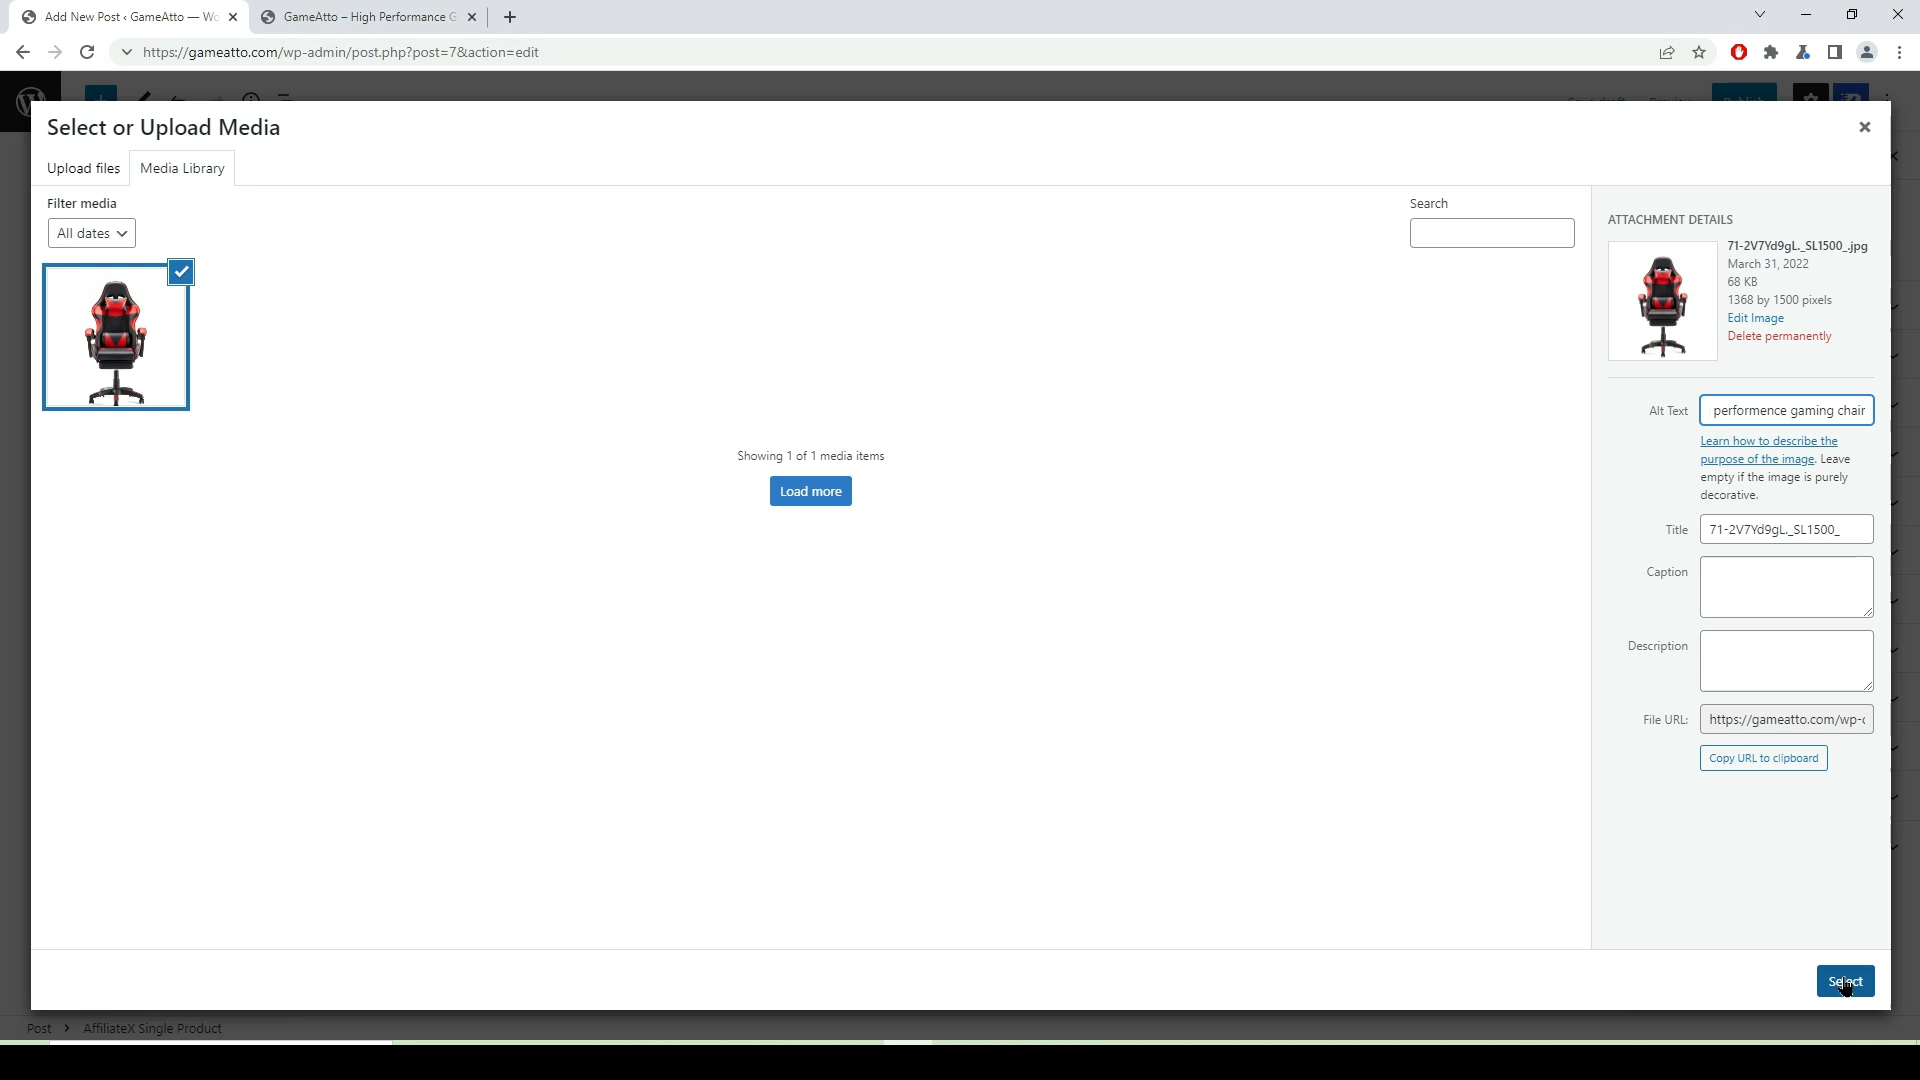 Add New Post ‹ GameAtto — Wo
GameAtto – High Performance G
https://gameatto.com/wp-admin/post.php?post=7&action=edit
Select or Upload Media
Upload files
Media Library
Filter media
All dates
Search
Showing 1 of 1 media items
Load more
ATTACHMENT DETAILS
71-2V7Yd9gL._SL1500_.jpg
March 31, 2022
68 KB
1368 by 1500 pixels
Edit Image
Delete permanently
Alt Text
performence gaming chair
Learn how to describe the
purpose of the image. Leave
empty if the image is purely
decorative.
Title
71-2V7Yd9gL._SL1500_
Caption
Description
File URL:
https://gameatto.com/wp-c
Copy URL to clipboard
Select
Post
AffiliateX Single Product